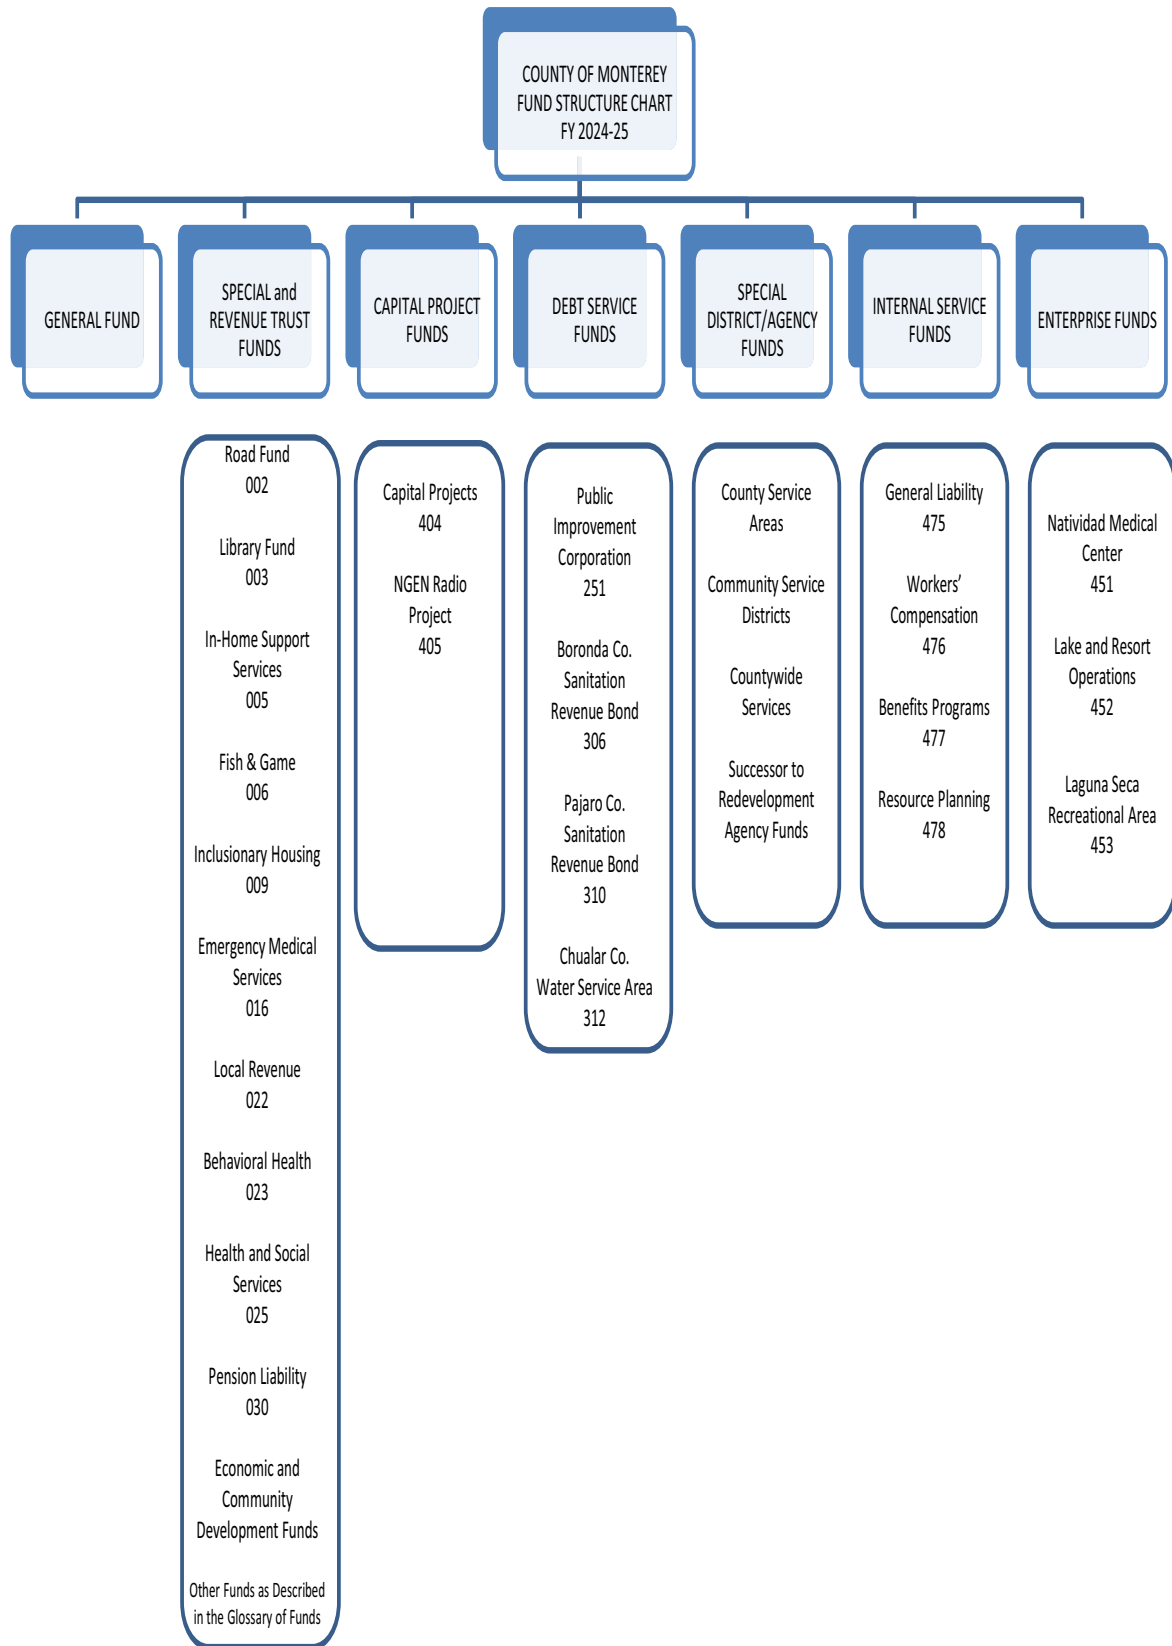 COUNTY OF MONTEREY
FUND STRUCTURE CHART
FY 2024-25
GENERAL FUND
SPECIAL and
REVENUE TRUST
FUNDS
CAPITAL PROJECT
FUNDS
DEBT SERVICE
FUNDS
SPECIAL
DISTRICT/AGENCY
FUNDS
INTERNAL SERVICE
FUNDS
ENTERPRISE FUNDS
Road Fund
002
Library Fund
003
In-Home Support
Services
005
Fish & Game
006
Inclusionary Housing
009
Emergency Medical
Services
016
Local Revenue
022
Behavioral Health
023
Health and Social
Services
025
Pension Liability
030
Economic and
Community
Development Funds
Other Funds as Described
in the Glossary of Funds
Capital Projects
404
NGEN Radio
Project
405
Public
Improvement
Corporation
251
Boronda Co.
Sanitation
Revenue Bond
306
Pajaro Co.
Sanitation
Revenue Bond
310
Chualar Co.
Water Service Area
312
County Service
Areas
Community Service
Districts
Countywide
Services
Successor to
Redevelopment
Agency Funds
General Liability
475
Workers’
Compensation
476
Benefits Programs
477
Resource Planning
478
Natividad Medical
Center
451
Lake and Resort
Operations
452
Laguna Seca
Recreational Area
453